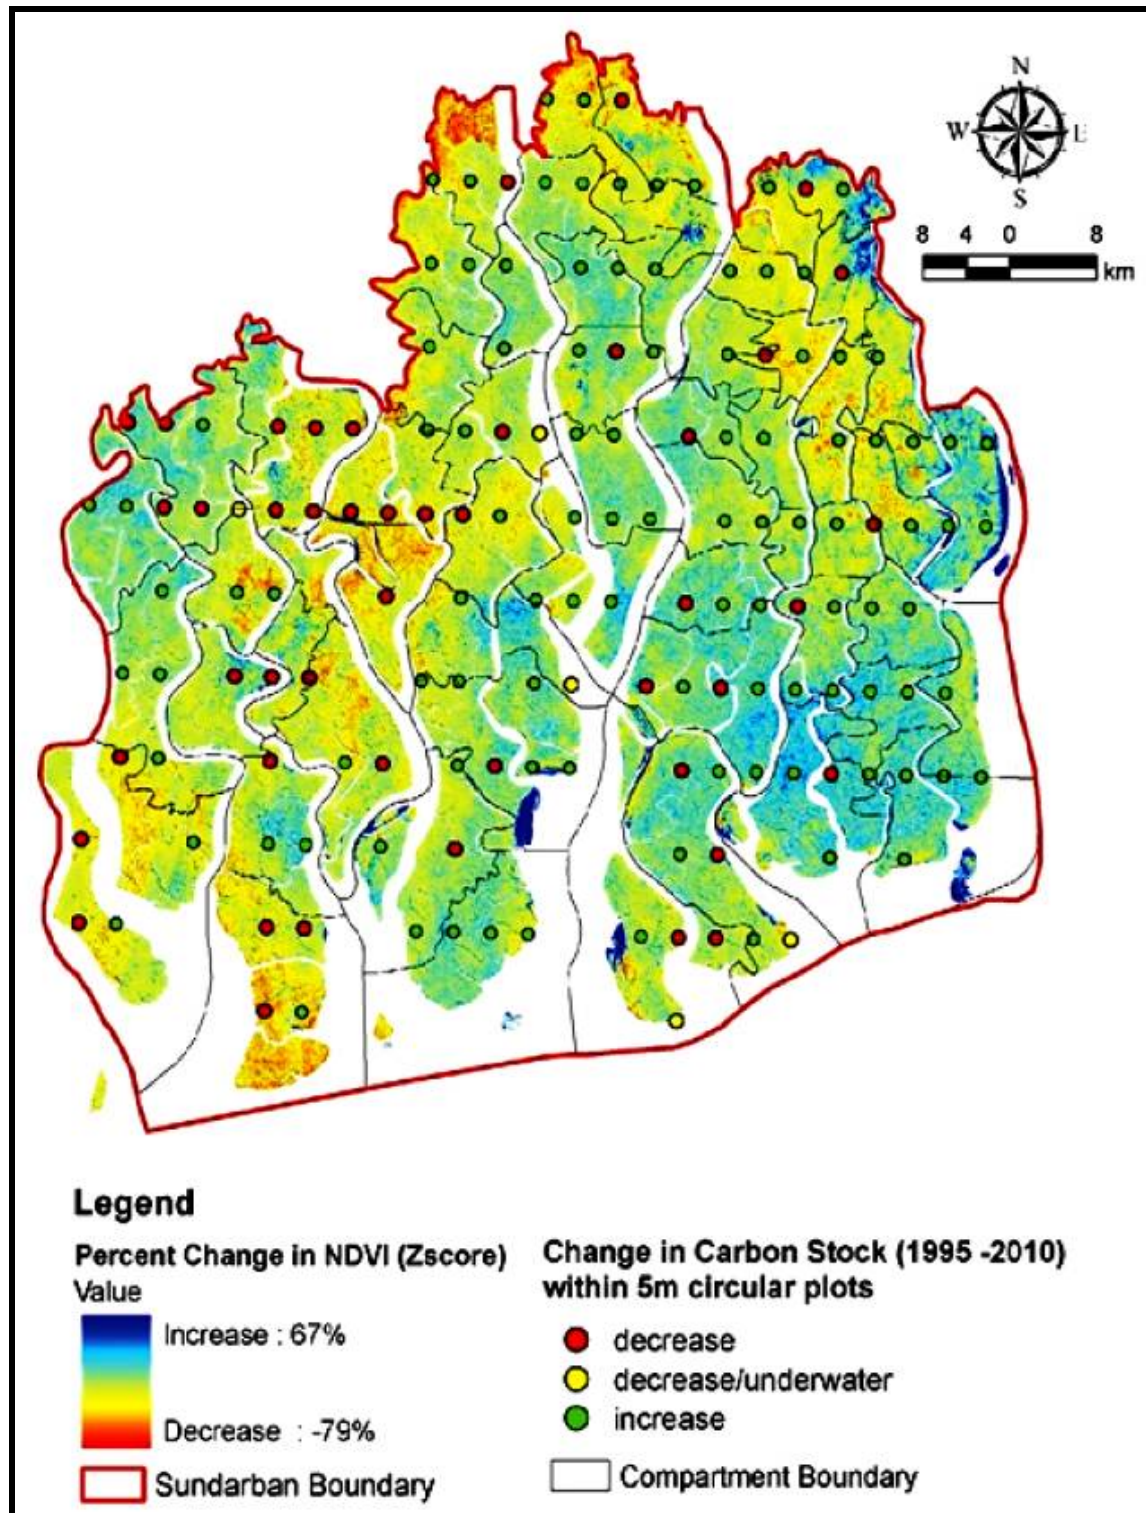 N
W E
S
8 4 0 8
km
Legend
Percent Change in NDVI (Zscore)
Value
Increase : 67%
Decrease : -79%
Sundarban Boundary
Change in Carbon Stock (1995 -2010)
within 5m circular plots
decrease
decrease/underwater
increase
Compartment Boundary